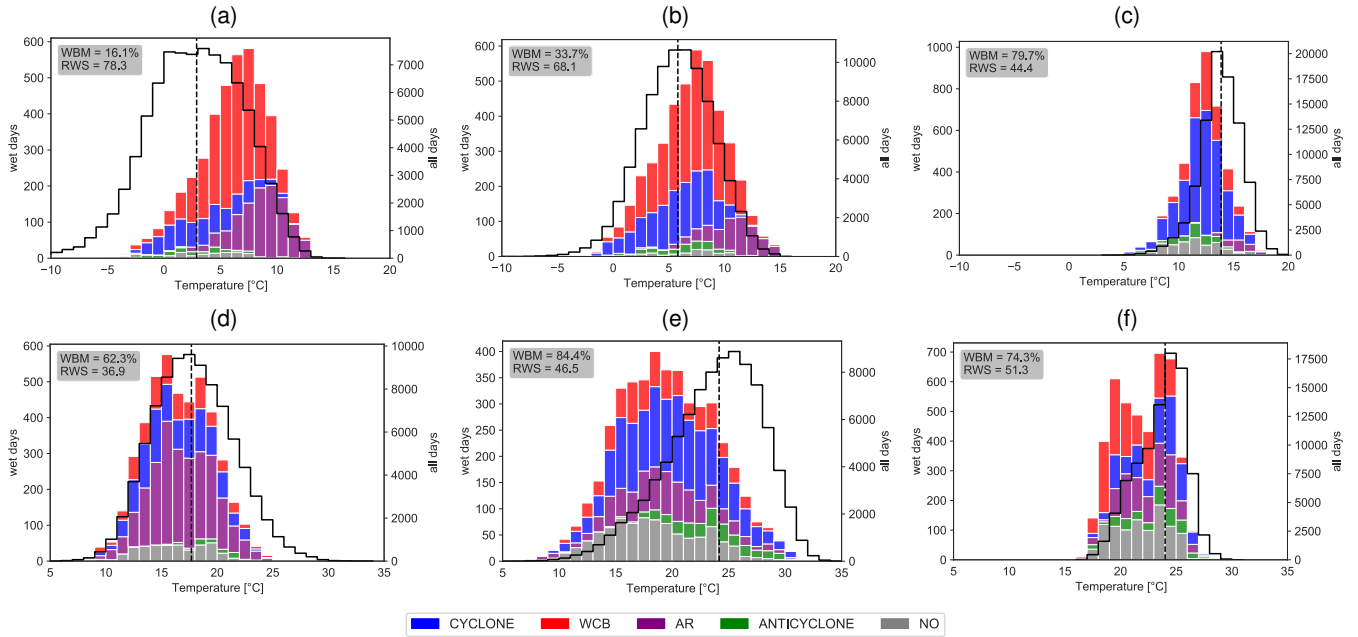 (a)
WBM = 16.1%
RWS = 78.3
wet days
all days
0
100
200
300
400
500
600
0
1000
2000
3000
4000
5000
6000
7000
−10 −5 0 5 10 15 20
Temperature [°C]
(b)
WBM = 33.7%
RWS = 68.1
wet days
all days
0
100
200
300
400
500
600
0
2000
4000
6000
8000
10000
−10 −5 0 5 10 15 20
Temperature [°C]
(c)
WBM = 79.7%
RWS = 44.4
wet days
all days
0
200
400
600
800
1000
0
2500
5000
7500
10000
12500
15000
17500
20000
−10 −5 0 5 10 15 20
Temperature [°C]
(d)
WBM = 62.3%
RWS = 36.9
wet days
all days
0
100
200
300
400
500
600
0
2000
4000
6000
8000
10000
5 10 15 20 25 30 35
Temperature [°C]
(e)
WBM = 84.4%
RWS = 46.5
wet days
all days
0
50
100
150
200
250
300
350
400
0
2000
4000
6000
8000
5 10 15 20 25 30 35
Temperature [°C]
(f)
WBM = 74.3%
RWS = 51.3
wet days
all days
0
100
200
300
400
500
600
700
0
2500
5000
7500
10000
12500
15000
17500
5 10 15 20 25 30 35
Temperature [°C]
CYCLONE WCB AR ANTICYCLONE NO